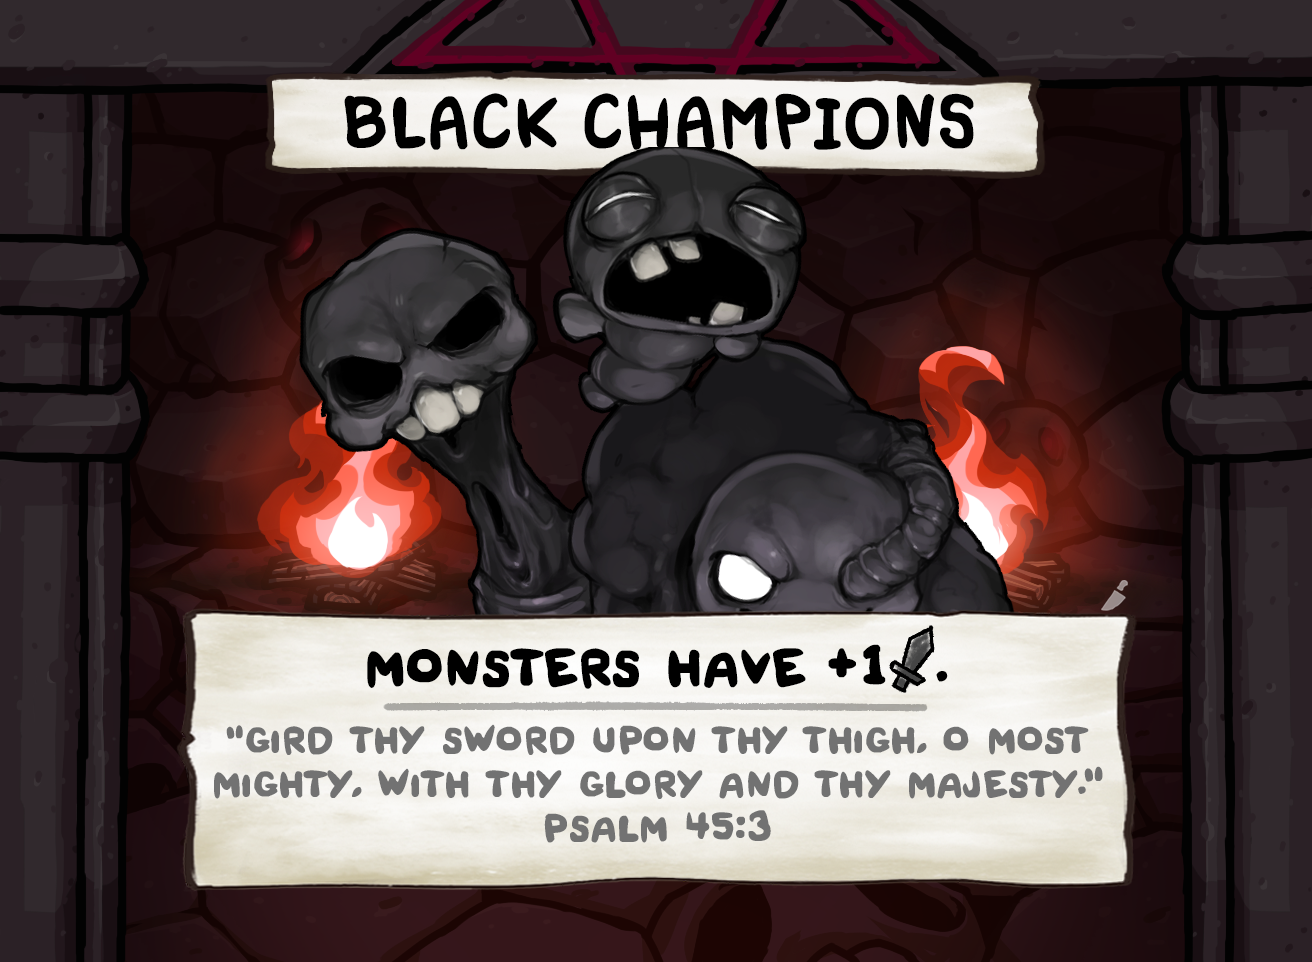 BLACK CHAMPIONS
MONSTERS HAVE +1.
"GIRD THY SWORD UPON THY THIGH, O MOST
MIGHTY, WITH THY GLORY AND THY MAJESTY."
PSALM 45:3